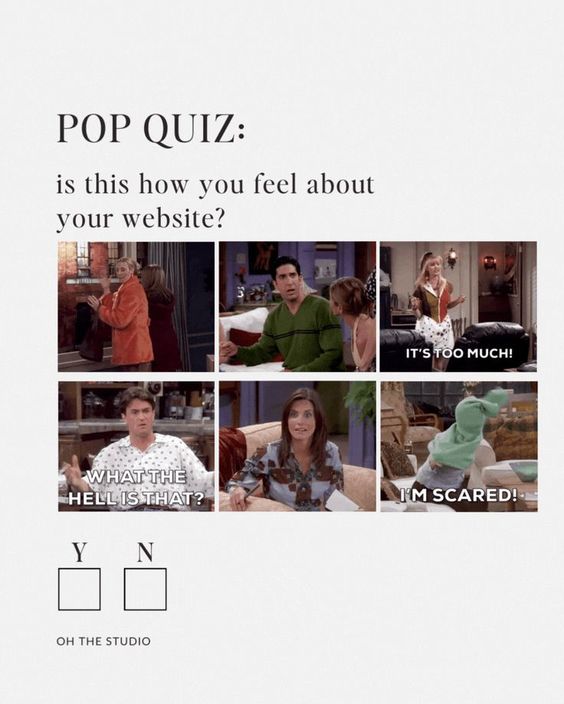 POP QUIZ:
is this how you feel about
your website?
IT'S TOO MUCH!
WHAT THE
HELL IS THAT?
I'M SCARED!
Y N
OH THE STUDIO